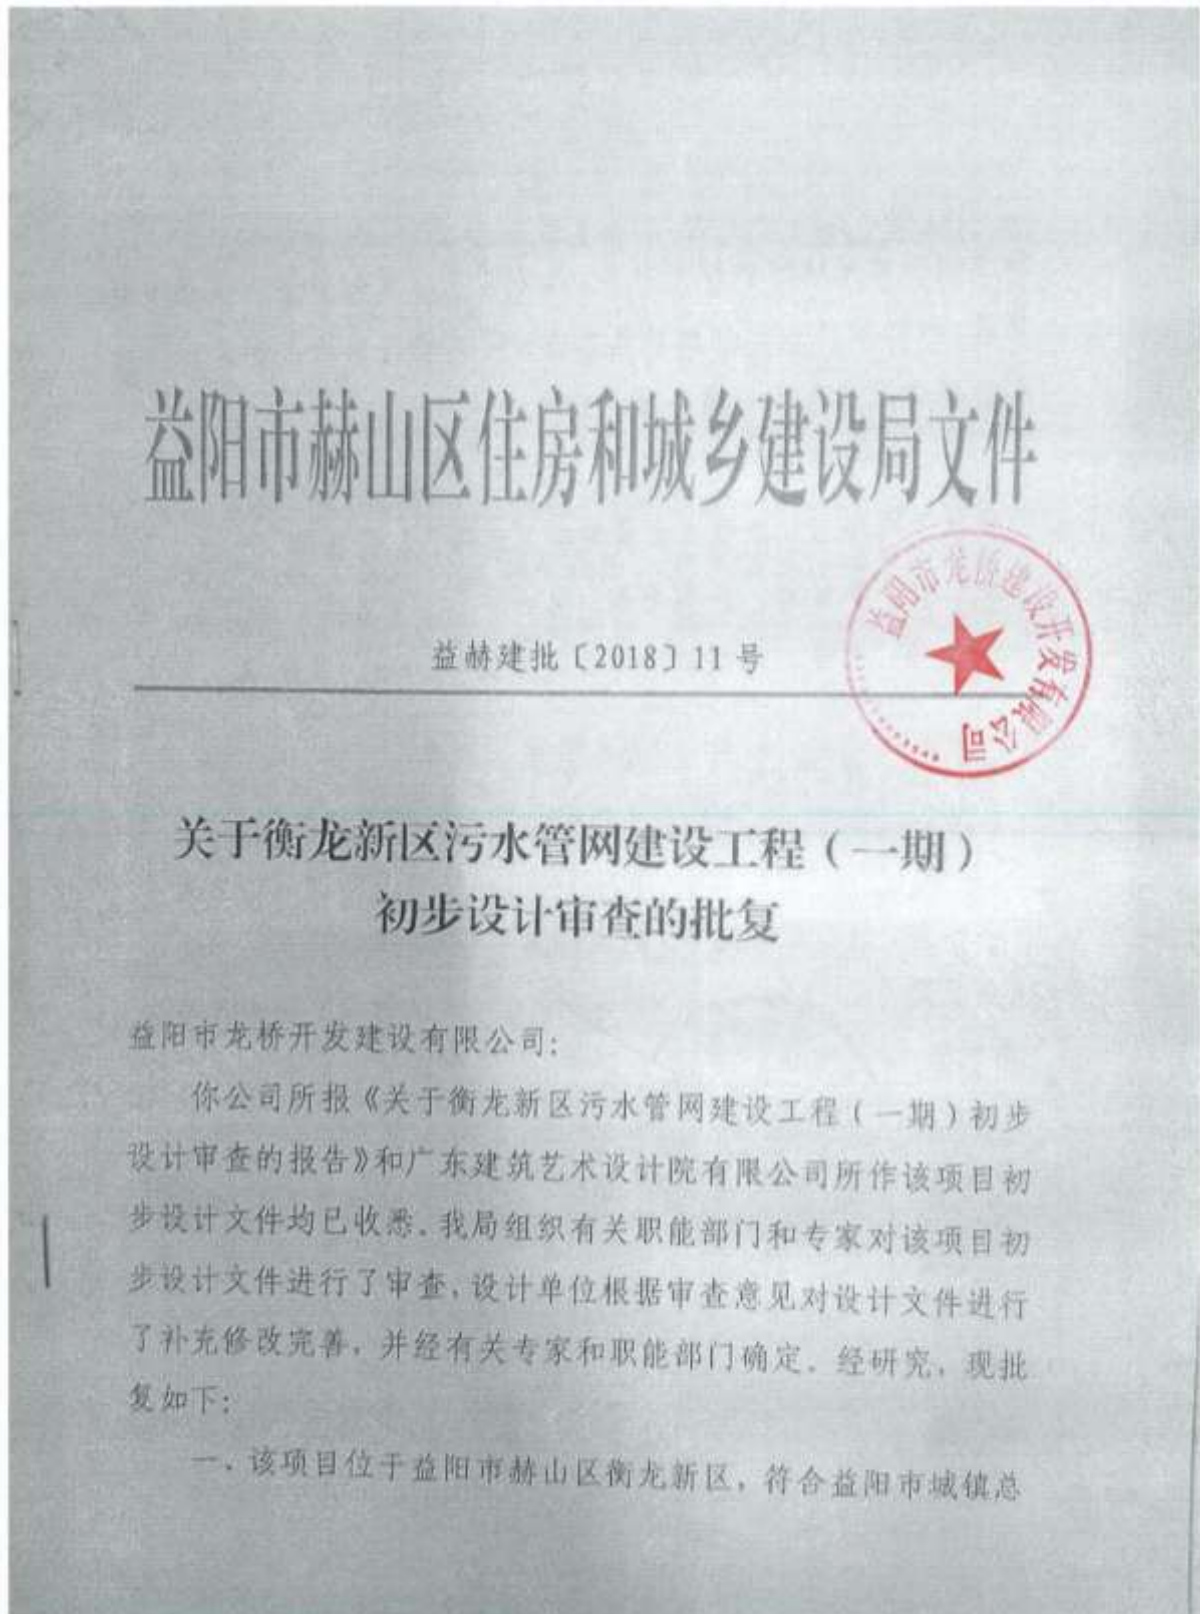 益阳市赫山区住房和城乡建设局文件
益阳市龙桥建设开发有限公司
益赫建批〔2018〕11号
关于衡龙新区污水管网建设工程（一期）
初步设计审查的批复
益阳市龙桥开发建设有限公司:
你公司所报《关于衡龙新区污水管网建设工程（一期）初步
设计审查的报告》和广东建筑艺术设计院有限公司所作该项目初
步设计文件均已收悉。我局组织有关职能部门和专家对该项目初
步设计文件进行了审查,设计单位根据审查意见对设计文件进行
了补充修改完善，并经有关专家和职能部门确定。经研究，现批
复如下:
一、该项目位于益阳市赫山区衡龙新区，符合益阳市城镇总